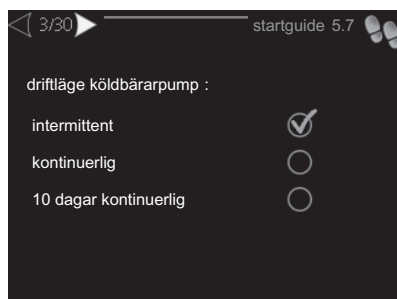 3/30
startguide 5.7
driftläge köldbärarpump :
intermittent
kontinuerlig
10 dagar kontinuerlig